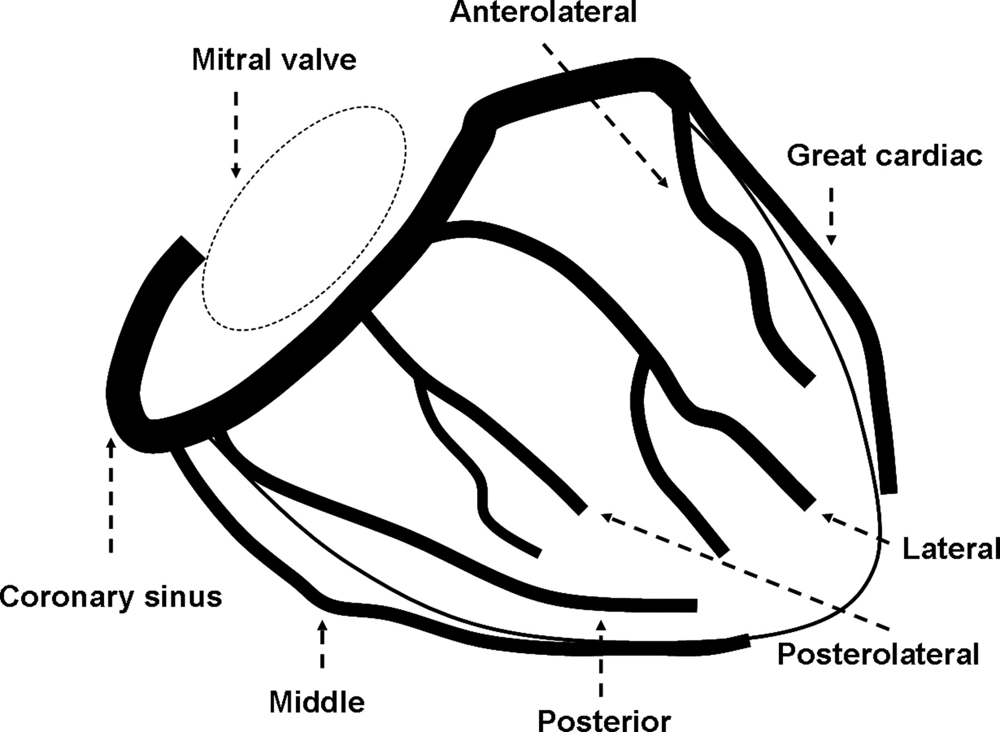 Anterolateral
Mitral valve
Great cardiac
Lateral
Coronary sinus
Posterolateral
Middle
Posterior